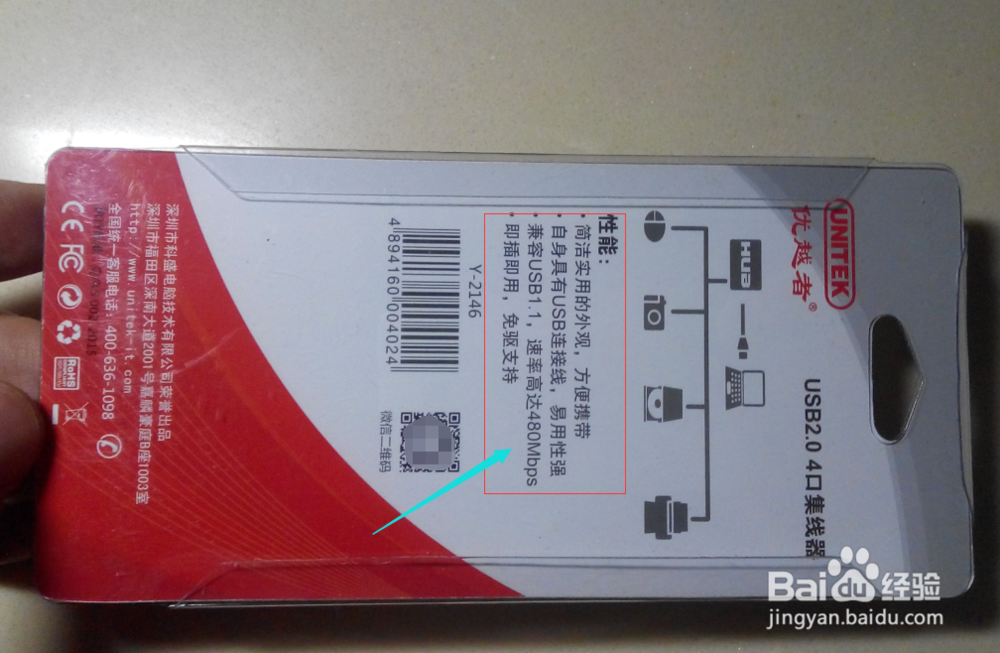 UNITEK
优越者®
USB2.0 4口集线器
HUB
性能：
· 简洁实用的外观，方便携带
· 自身具有USB连接线，易用性强
· 兼容USB1.1，速率高达480Mbps
· 即插即用，免驱支持
Y-2146
4 894160 004024
微信二维码
深圳市科盛电脑技术有限公司荣誉出品
深圳市福田区深南大道2001号嘉麟豪庭B座1003室
http://www.unitek-it.com
全国统一客服电话：400-636-1098
CE FC
RoHS
Baidu 经验
jingyan.baidu.com